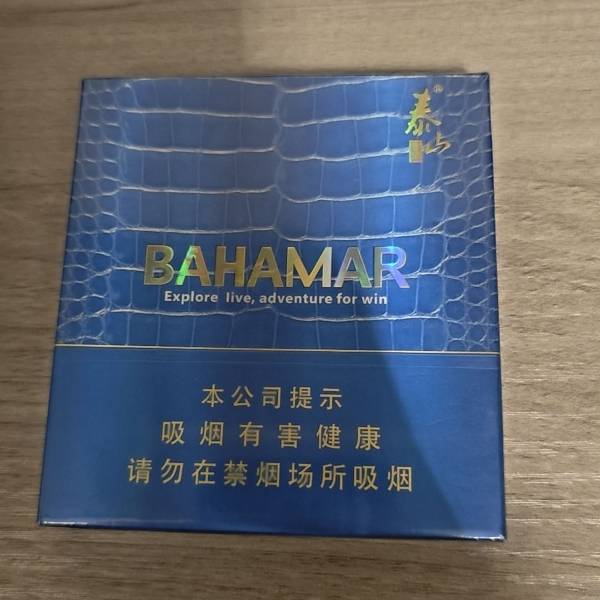 泰山
BAHAMAR
Explore live, adventure for win
本公司提示
吸烟有害健康
请勿在禁烟场所吸烟